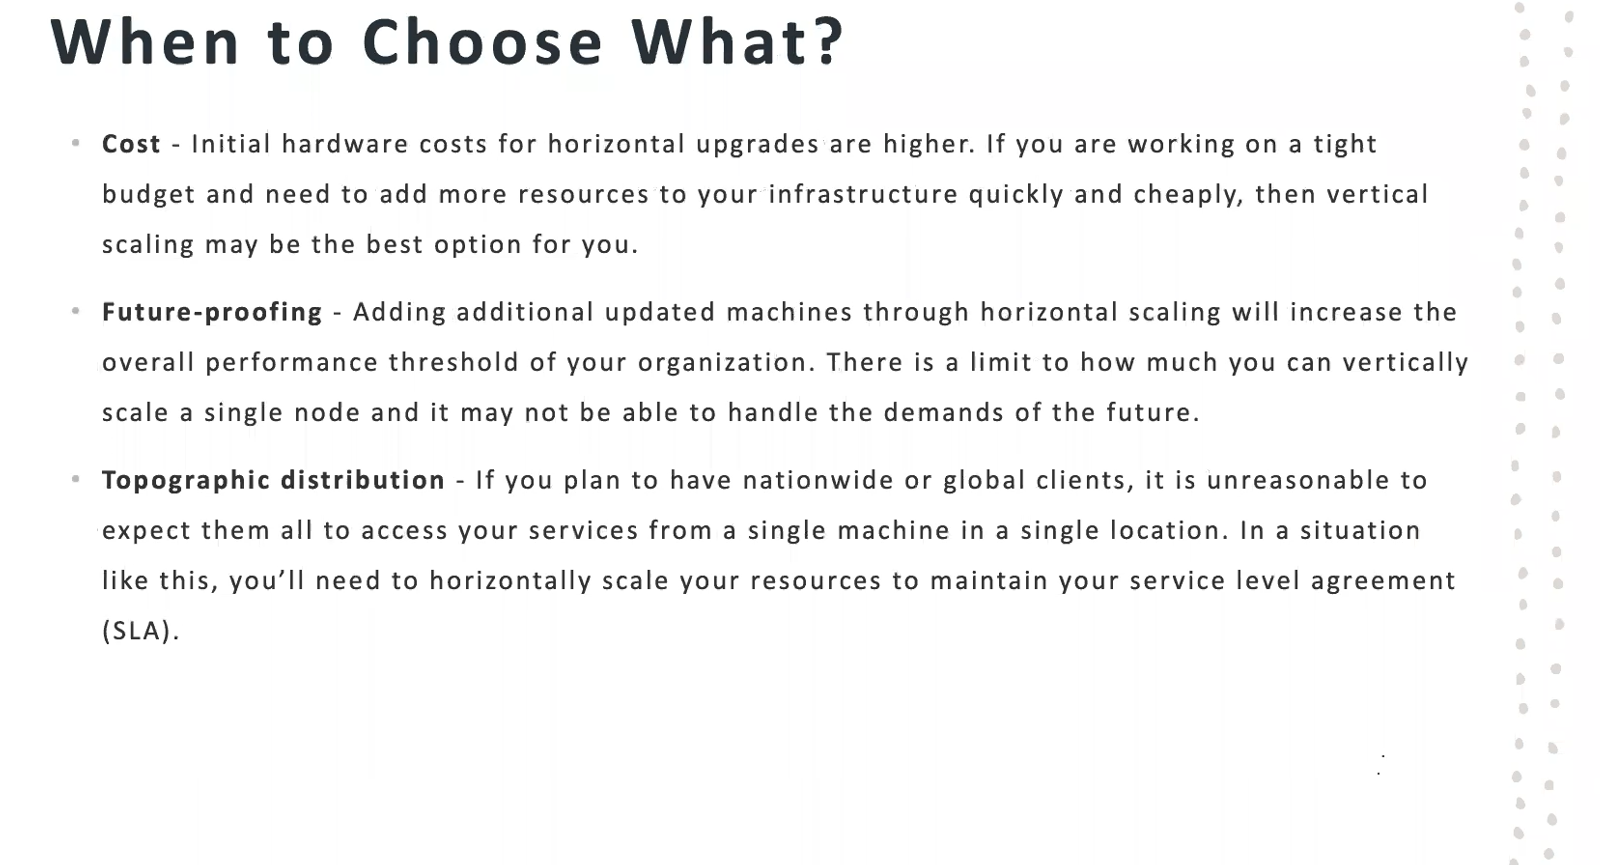 When to Choose What?
• Cost - Initial hardware costs for horizontal upgrades are higher. If you are working on a tight
budget and need to add more resources to your infrastructure quickly and cheaply, then vertical
scaling may be the best option for you.
• Future-proofing - Adding additional updated machines through horizontal scaling will increase the
overall performance threshold of your organization. There is a limit to how much you can vertically
scale a single node and it may not be able to handle the demands of the future.
• Topographic distribution - If you plan to have nationwide or global clients, it is unreasonable to
expect them all to access your services from a single machine in a single location. In a situation
like this, you’ll need to horizontally scale your resources to maintain your service level agreement
(SLA).